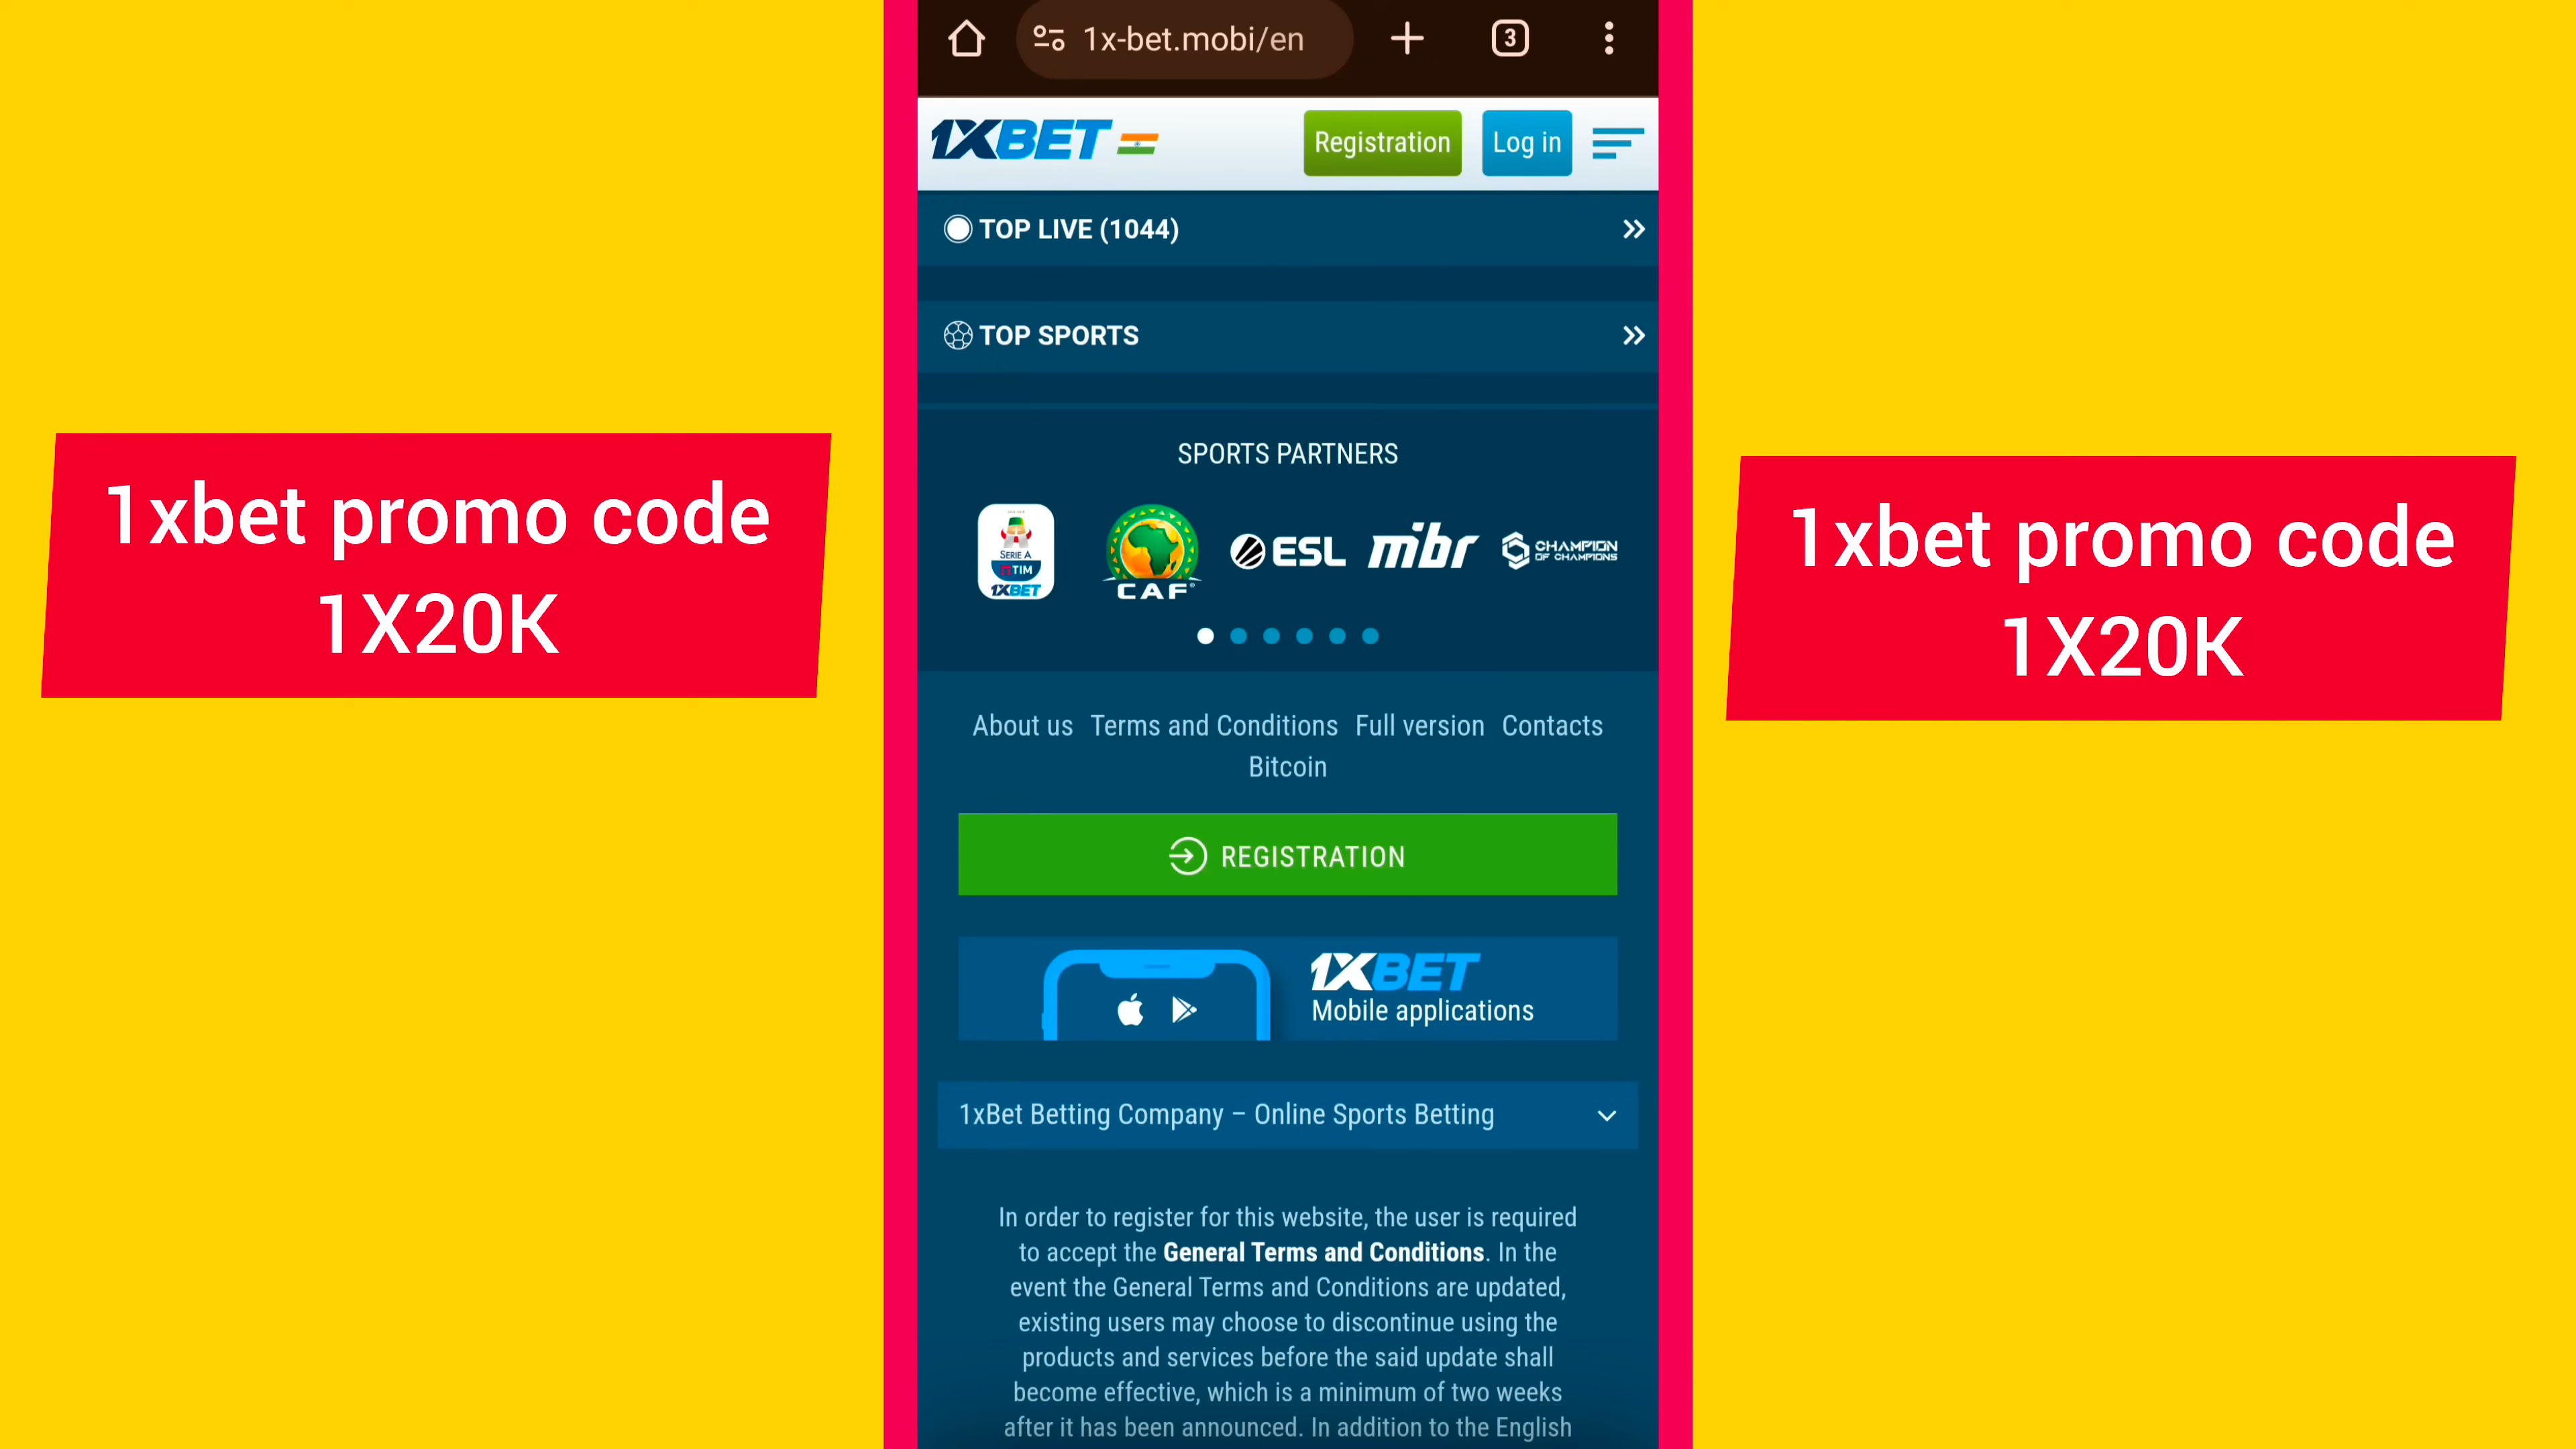 1xbet promo code
1X20K
1x-bet.mobi/en
3
1XBET
Registration
Log in
TOP LIVE (1044)
TOP SPORTS
SPORTS PARTNERS
SERIE A
TIM
1XBET
CAF
ESL
mbr
CHAMPION
OF CHAMPIONS
About us Terms and Conditions Full version Contacts
Bitcoin
REGISTRATION
1XBET
Mobile applications
1xBet Betting Company – Online Sports Betting
In order to register for this website, the user is required
to accept the General Terms and Conditions. In the
event the General Terms and Conditions are updated,
existing users may choose to discontinue using the
products and services before the said update shall
become effective, which is a minimum of two weeks
after it has been announced. In addition to the English
1xbet promo code
1X20K